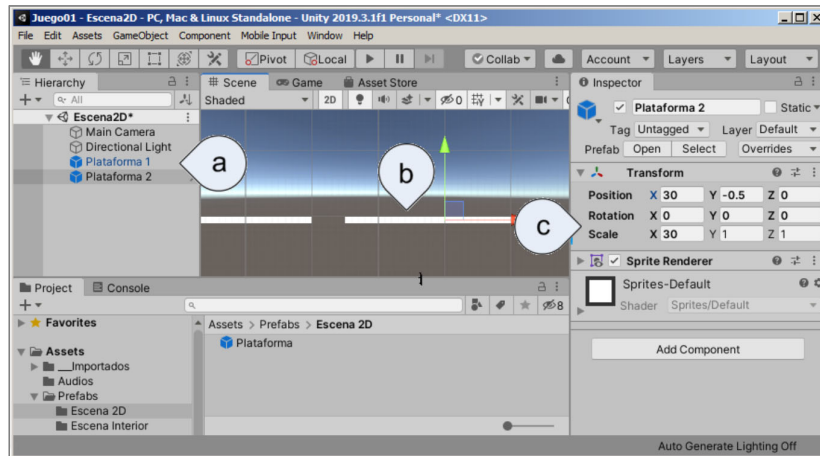 Juego01 - Escena2D - PC, Mac & Linux Standalone - Unity 2019.3.1f1 Personal* <DX11>
File Edit Assets GameObject Component Mobile Input Window Help
Pivot Local Collab Account Layers Layout
Hierarchy
All
Escena2D*
Main Camera
Directional Light
Plataforma 1
Plataforma 2
a
# Scene Game Asset Store
Shaded 2D 0
b
c
Inspector
Plataforma 2 Static
Tag Untagged Layer Default
Prefab Open Select Overrides
Transform
Position X 30 Y -0.5 Z 0
Rotation X 0 Y 0 Z 0
Scale X 30 Y 1 Z 1
Sprite Renderer
Sprites-Default
Shader Sprites/Default
Add Component
Project Console
8
Favorites
Assets
__Importados
Audios
Prefabs
Escena 2D
Escena Interior
Assets > Prefabs > Escena 2D
Plataforma
Auto Generate Lighting Off